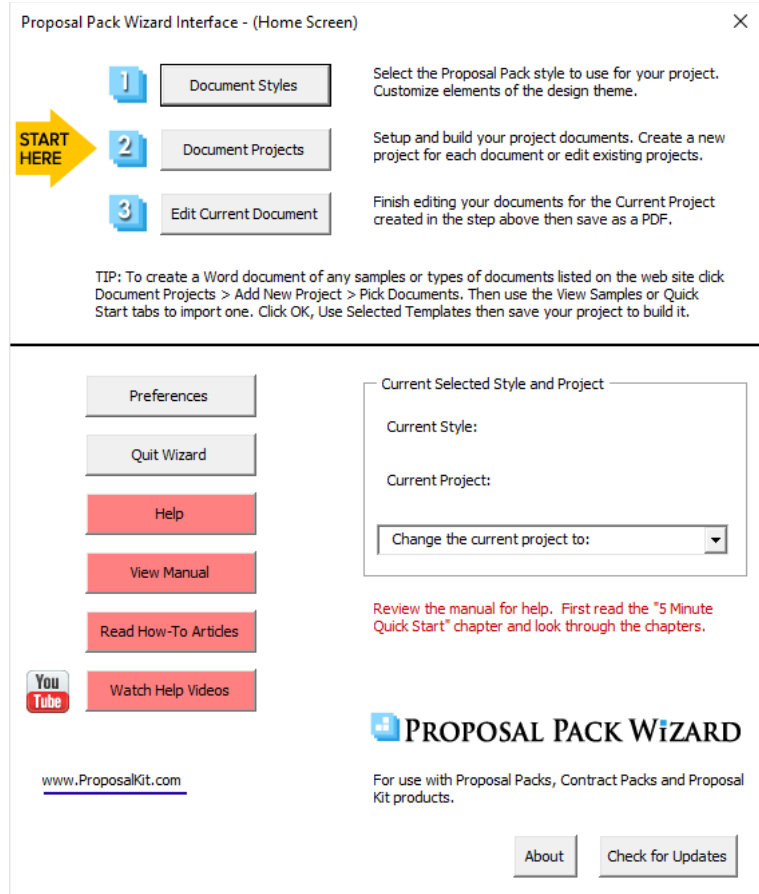 Proposal Pack Wizard Interface - (Home Screen)
1
Document Styles
Select the Proposal Pack style to use for your project.
Customize elements of the design theme.
START
HERE
2
Document Projects
Setup and build your project documents. Create a new
project for each document or edit existing projects.
3
Edit Current Document
Finish editing your documents for the Current Project
created in the step above then save as a PDF.
TIP: To create a Word document of any samples or types of documents listed on the web site click
Document Projects > Add New Project > Pick Documents. Then use the View Samples or Quick
Start tabs to import one. Click OK, Use Selected Templates then save your project to build it.
Preferences
Quit Wizard
Help
View Manual
Read How-To Articles
You
Tube
Watch Help Videos
www.ProposalKit.com
Current Selected Style and Project
Current Style:
Current Project:
Change the current project to:
Review the manual for help.  First read the "5 Minute
Quick Start" chapter and look through the chapters.
PROPOSAL PACK WiZARD
For use with Proposal Packs, Contract Packs and Proposal
Kit products.
About
Check for Updates